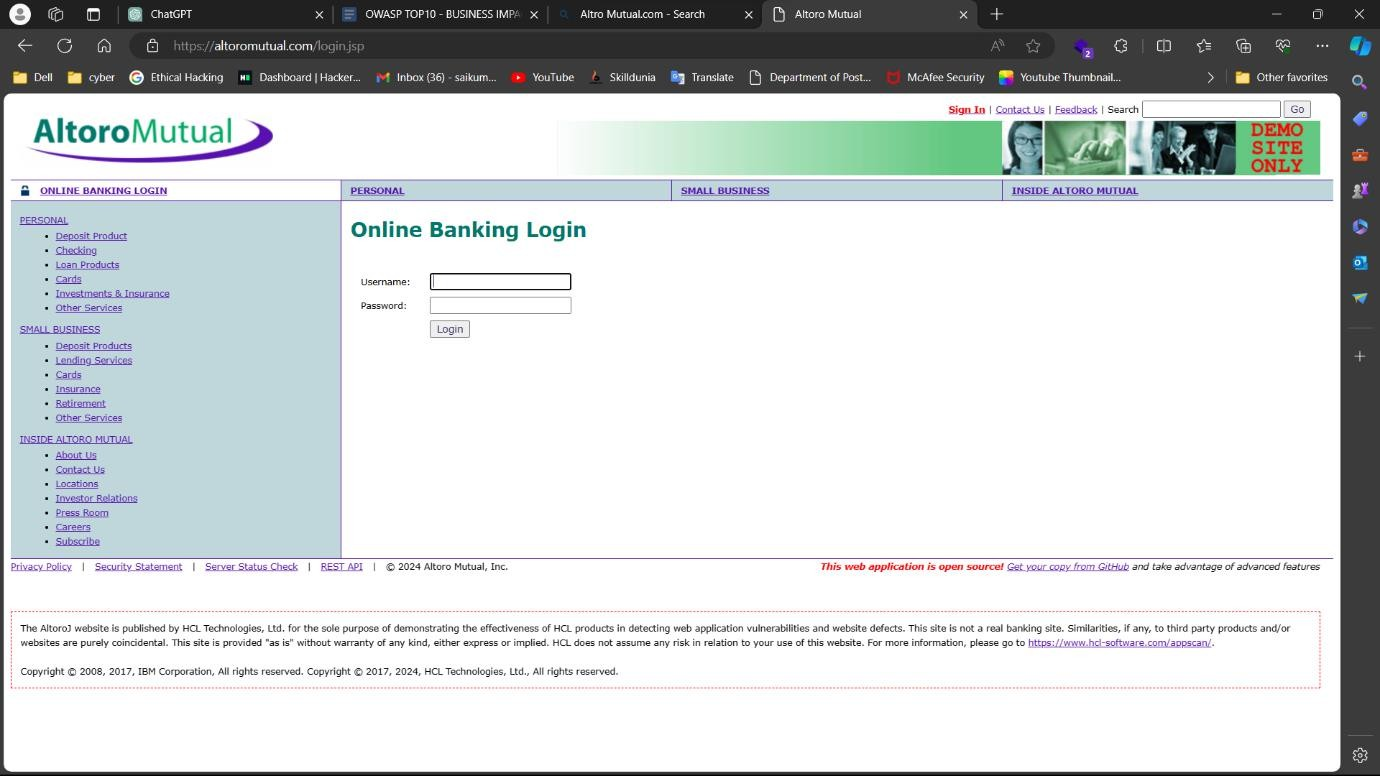 ChatGPT
OWASP TOP10 - BUSINESS IMPA
Altro Mutual.com - Search
Altoro Mutual
https://altoromutual.com/login.jsp
2
Dell
cyber
Ethical Hacking
Dashboard | Hacker...
Inbox (36) - saikum...
YouTube
Skilldunia
Translate
Department of Post...
McAfee Security
Youtube Thumbnail...
Other favorites
Sign In | Contact Us | Feedback | Search
Go
AltoroMutual
DEMO
SITE
ONLY
ONLINE BANKING LOGIN
PERSONAL
SMALL BUSINESS
INSIDE ALTORO MUTUAL
PERSONAL
• Deposit Product
• Checking
• Loan Products
• Cards
• Investments & Insurance
• Other Services
SMALL BUSINESS
• Deposit Products
• Lending Services
• Cards
• Insurance
• Retirement
• Other Services
INSIDE ALTORO MUTUAL
• About Us
• Contact Us
• Locations
• Investor Relations
• Press Room
• Careers
• Subscribe
Online Banking Login
Username:
Password:
Login
Privacy Policy | Security Statement | Server Status Check | REST API | © 2024 Altoro Mutual, Inc.
This web application is open source! Get your copy from GitHub and take advantage of advanced features
The AltoroJ website is published by HCL Technologies, Ltd. for the sole purpose of demonstrating the effectiveness of HCL products in detecting web application vulnerabilities and website defects. This site is not a real banking site. Similarities, if any, to third party products and/or
websites are purely coincidental. This site is provided "as is" without warranty of any kind, either express or implied. HCL does not assume any risk in relation to your use of this website. For more information, please go to https://www.hcl-software.com/appscan/.
Copyright © 2008, 2017, IBM Corporation, All rights reserved. Copyright © 2017, 2024, HCL Technologies, Ltd., All rights reserved.